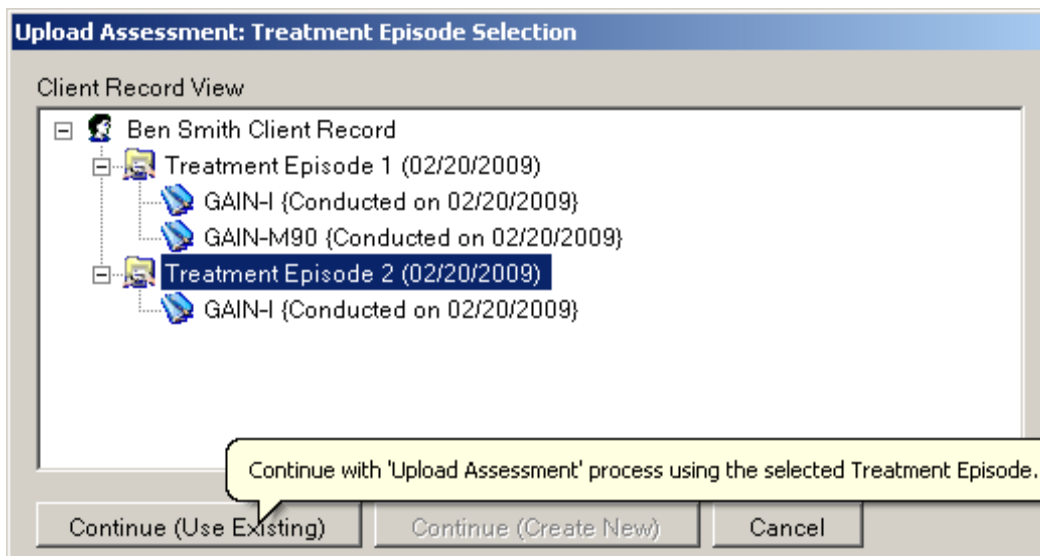 Upload Assessment: Treatment Episode Selection
Client Record View
Ben Smith Client Record
Treatment Episode 1 (02/20/2009)
GAIN-I {Conducted on 02/20/2009}
GAIN-M90 {Conducted on 02/20/2009}
Treatment Episode 2 (02/20/2009)
GAIN-I {Conducted on 02/20/2009}
Continue with 'Upload Assessment' process using the selected Treatment Episode.
Continue (Use Existing)
Continue (Create New)
Cancel